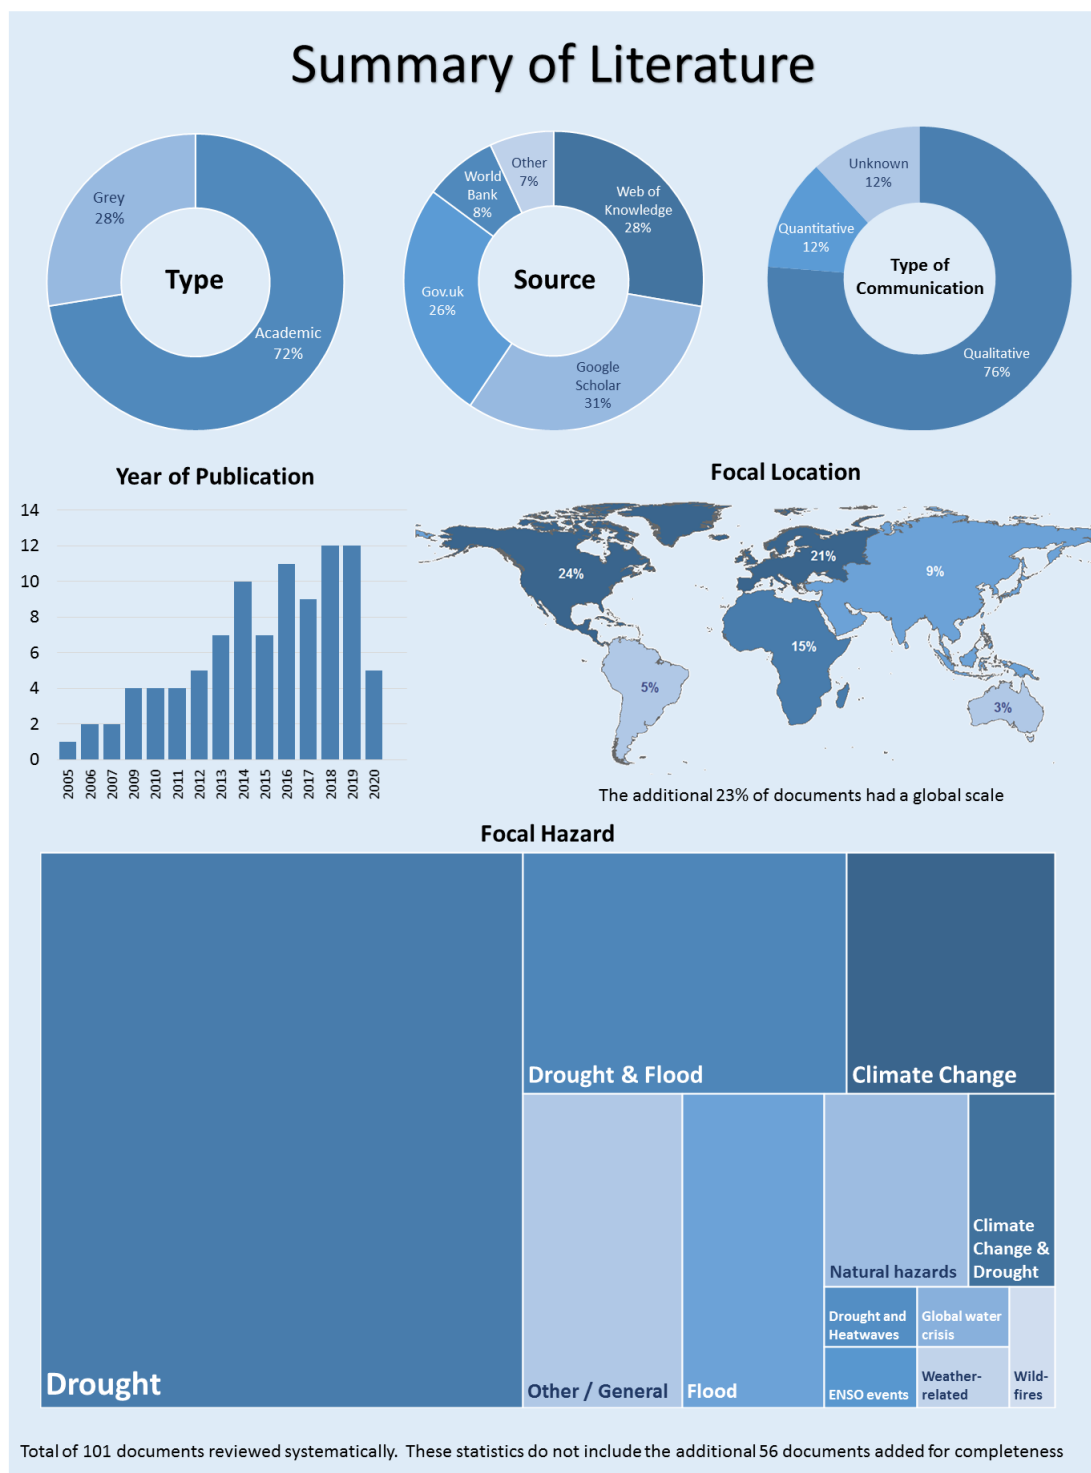 Summary of Literature
Grey
28%
Type
Academic
72%
Other
7%
World
Bank
8%
Web of
Knowledge
28%
Gov.uk
26%
Source
Google
Scholar
31%
Unknown
12%
Quantitative
12%
Type of
Communication
Qualitative
76%
Year of Publication
14
12
10
8
6
4
2
0
2005
2006
2007
2009
2010
2011
2012
2013
2014
2015
2016
2017
2018
2019
2020
Focal Location
24%
21%
9%
15%
5%
3%
The additional 23% of documents had a global scale
Focal Hazard
Drought
Drought & Flood
Climate Change
Other / General
Flood
Natural hazards
Climate
Change &
Drought
Drought and
Heatwaves
Global water
crisis
ENSO events
Weather-
related
Wild-
fires
Total of 101 documents reviewed systematically. These statistics do not include the additional 56 documents added for completeness